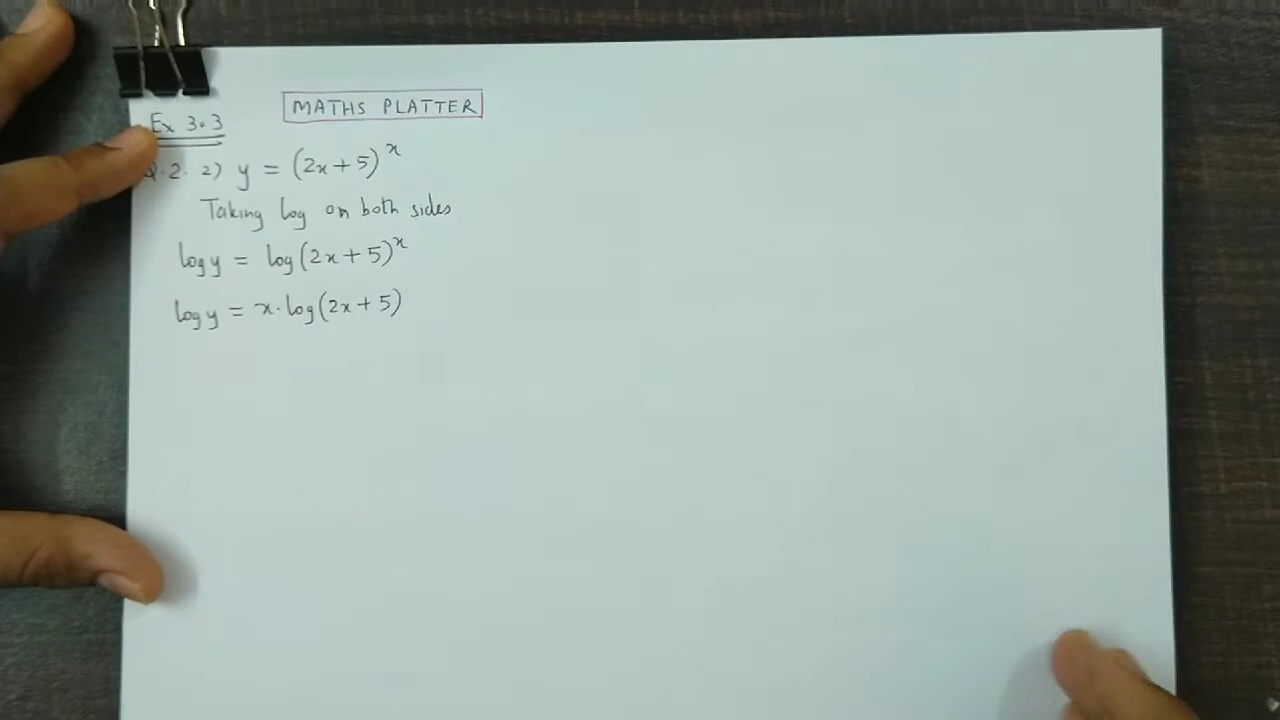 MATHS PLATTER
Ex 3.3
Q.2. 2) y = (2x+5)^x
Taking log on both sides
log y = log(2x+5)^x
log y = x·log(2x+5)